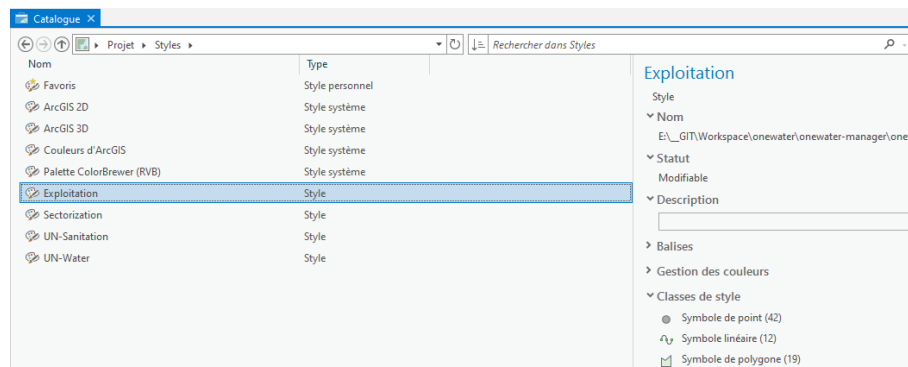 Catalogue
Projet Styles
Rechercher dans Styles
Nom Type
Favoris Style personnel
ArcGIS 2D Style système
ArcGIS 3D Style système
Couleurs d'ArcGIS Style système
Palette ColorBrewer (RVB) Style système
Exploitation Style
Sectorization Style
UN-Sanitation Style
UN-Water Style
Exploitation
Style
Nom
E:\__GIT\Workspace\onewater\onewater-manager\one
Statut
Modifiable
Description
Balises
Gestion des couleurs
Classes de style
Symbole de point (42)
Symbole linéaire (12)
Symbole de polygone (19)